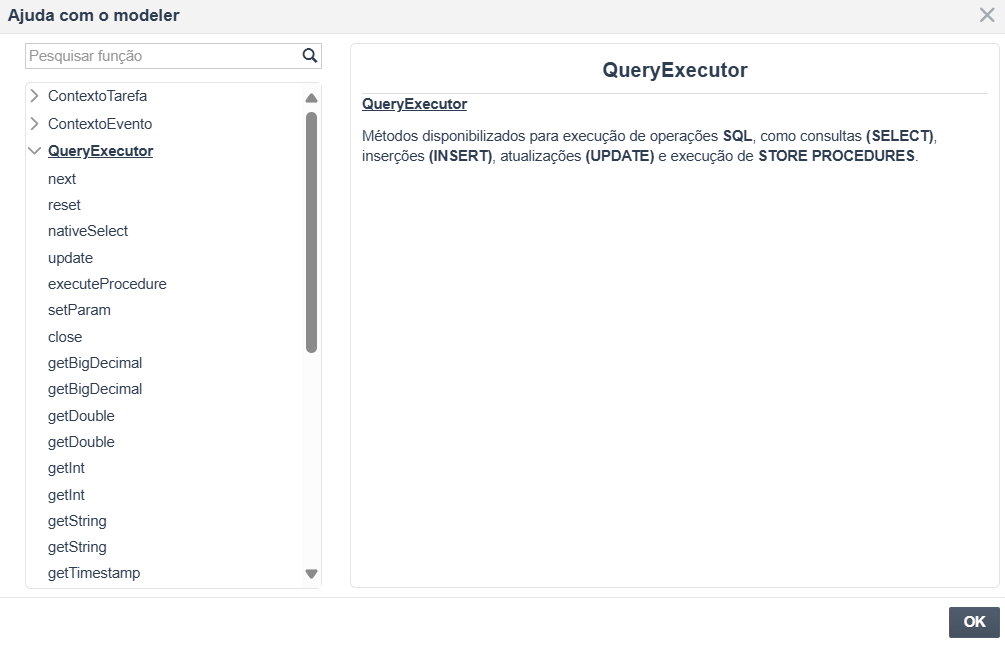 Ajuda com o modeler
Pesquisar função
ContextoTarefa
ContextoEvento
QueryExecutor
next
reset
nativeSelect
update
executeProcedure
setParam
close
getBigDecimal
getBigDecimal
getDouble
getDouble
getInt
getInt
getString
getString
getTimestamp
QueryExecutor
QueryExecutor
Métodos disponibilizados para execução de operações SQL, como consultas (SELECT),
inserções (INSERT), atualizações (UPDATE) e execução de STORE PROCEDURES.
OK